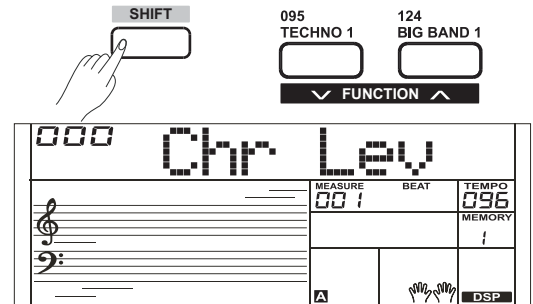 SHIFT
095 124
TECHNO 1 BIG BAND 1
FUNCTION
000 Chr Lev
MEASURE BEAT TEMPO
001 096
MEMORY
1
A DSP